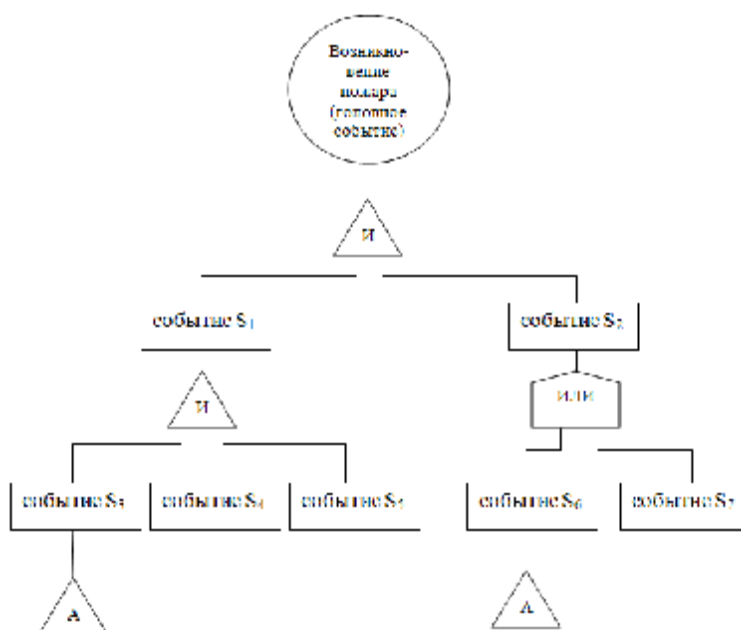 Возникно-
вение
пожара
(головное
событие)
И
событие S1
событие S2
И
или
событие S3
событие S4
событие S5
событие S6
событие S7
А
А